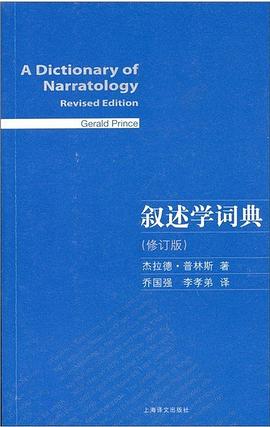 A Dictionary of
Narratology
Revised Edition
Gerald Prince
叙述学词典
(修订版)
杰拉德·普林斯 著
乔国强 李孝弟 译
上海译文出版社